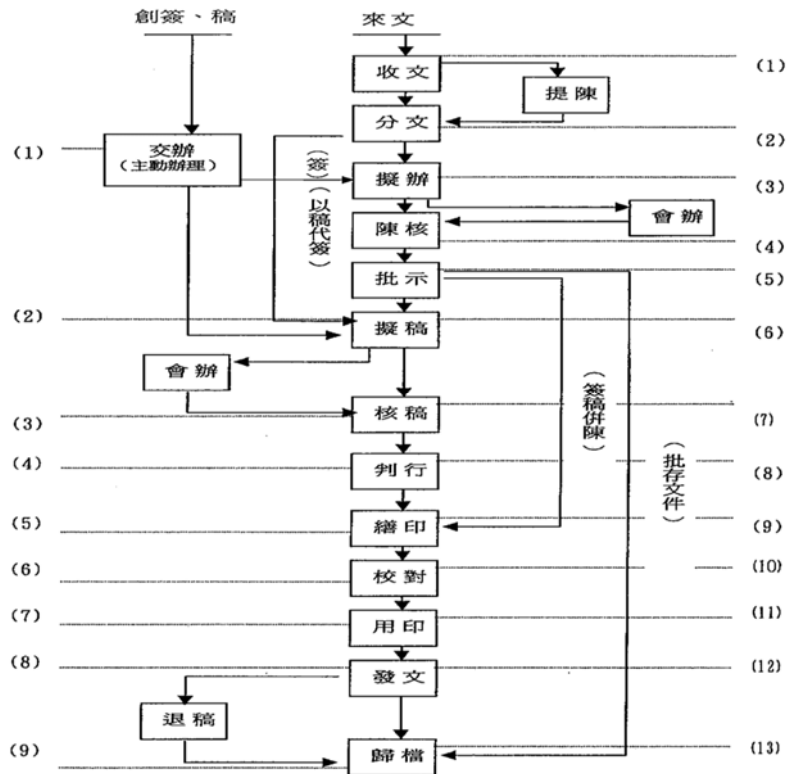 創簽、稿
來文
收文
(1)
提陳
分文
(2)
(1)
交辦
(主動辦理)
(簽)(以稿代簽)
擬辦
(3)
會辦
陳核
(4)
批示
(5)
(2)
擬稿
(6)
會辦
(簽稿併陳)
(3)
核稿
(7)
(批存文件)
(4)
判行
(8)
(5)
繕印
(9)
(6)
校對
(10)
(7)
用印
(11)
(8)
發文
(12)
退稿
(9)
歸檔
(13)